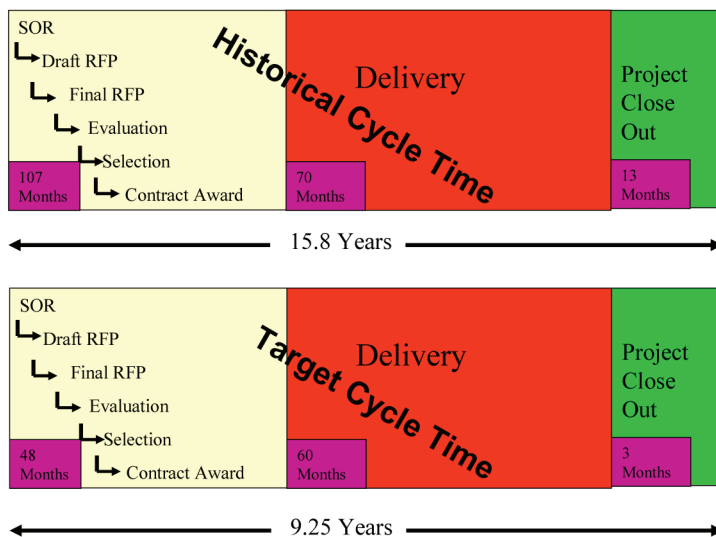 SOR
Draft RFP
Final RFP
Evaluation
Selection
Contract Award
107
Months
Historical Cycle Time
Delivery
70
Months
Project
Close
Out
13
Months
15.8 Years
SOR
Draft RFP
Final RFP
Evaluation
Selection
Contract Award
48
Months
Target Cycle Time
Delivery
60
Months
Project
Close
Out
3
Months
9.25 Years